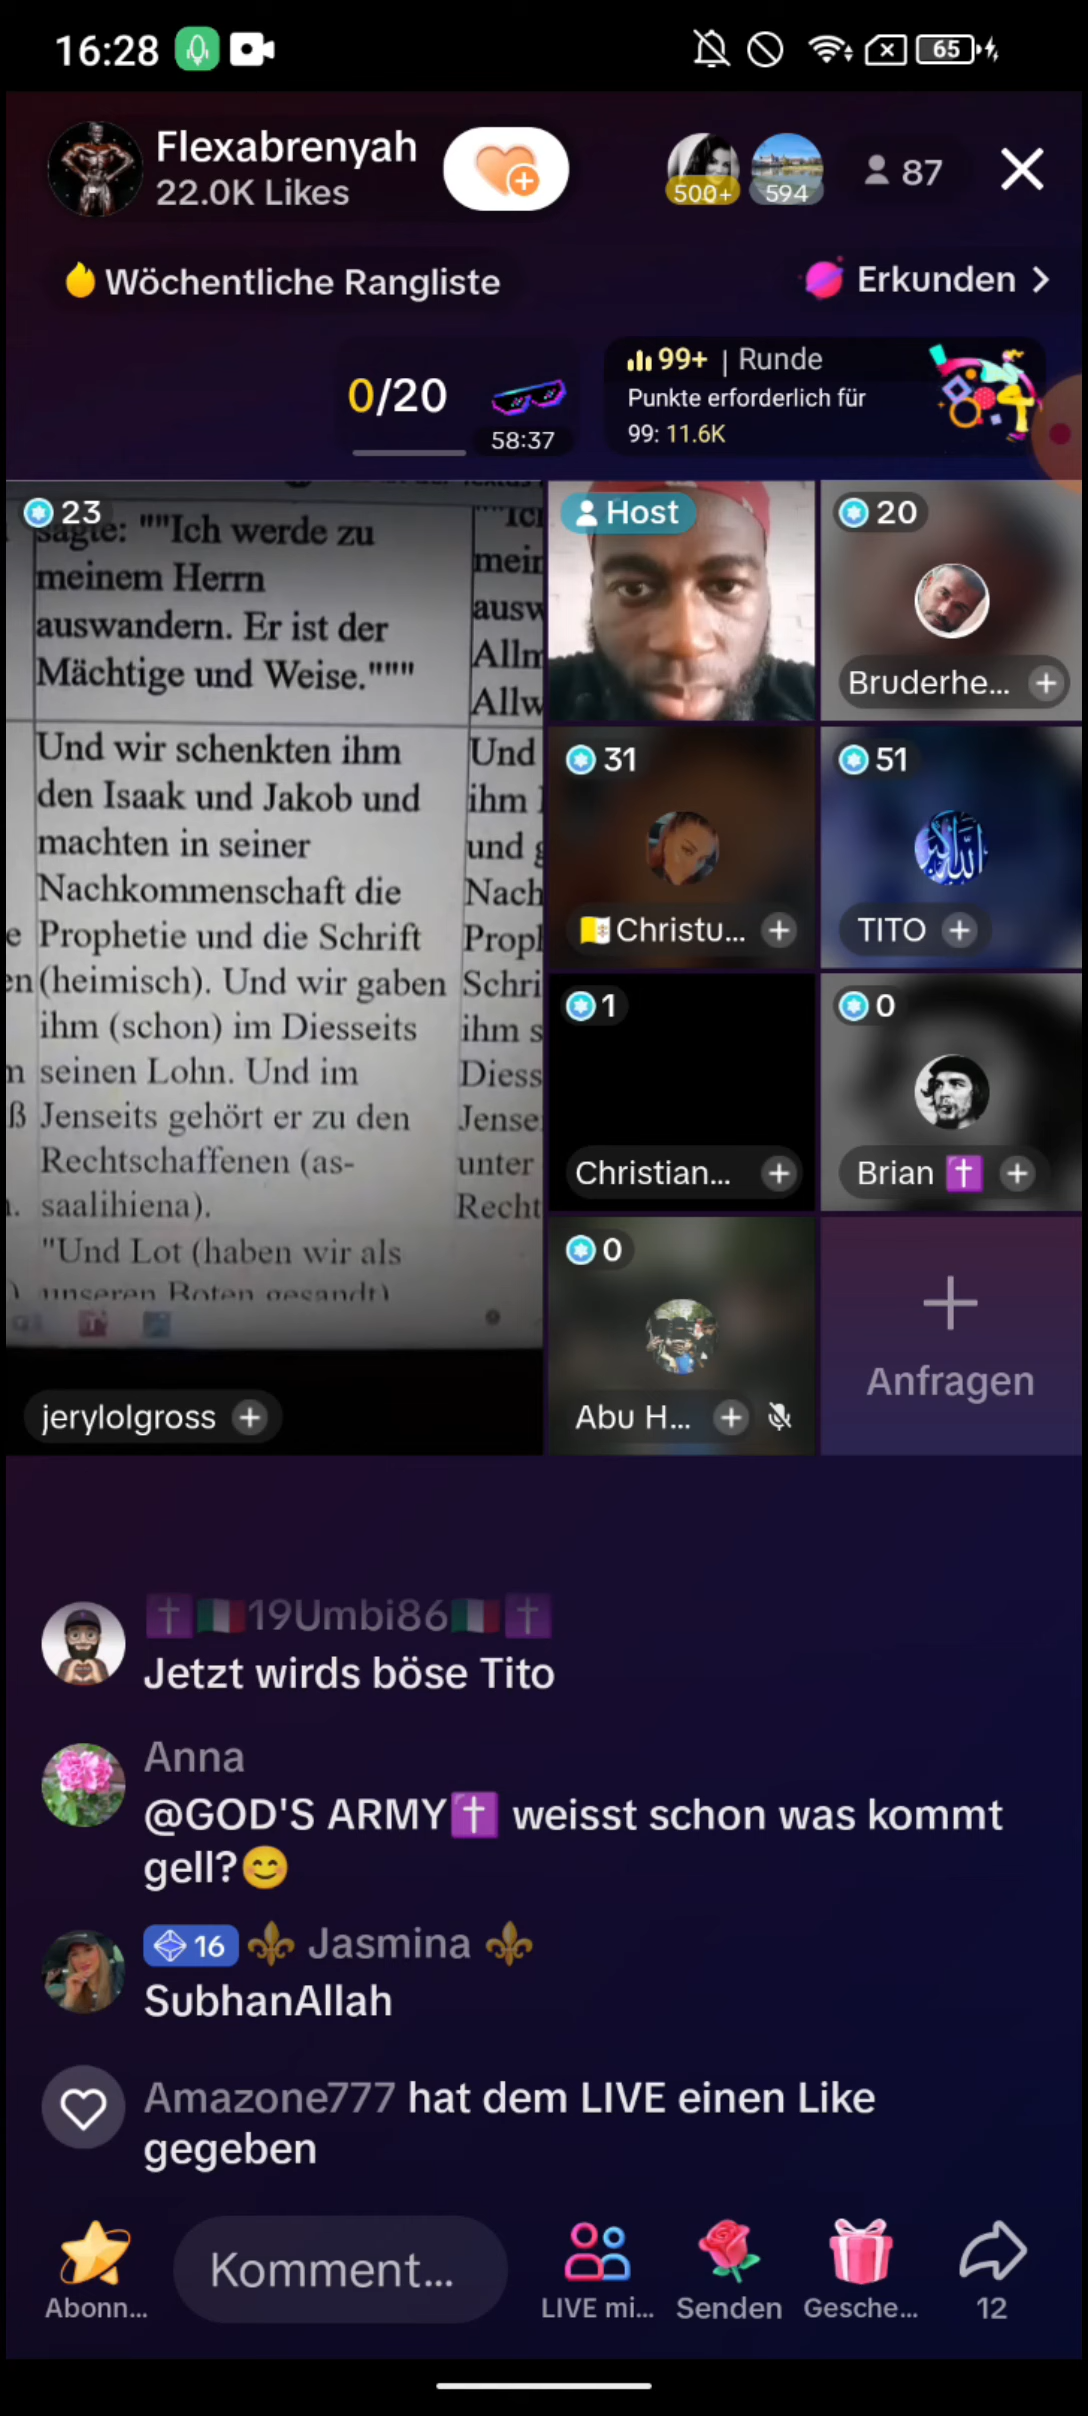 16:28
65
Flexabrenyah
22.0K Likes
500+
594
87
Wöchentliche Rangliste
Erkunden
0/20
58:37
99+ | Runde
Punkte erforderlich für
99: 11.6K
23
sagte: ""Ich werde zu
meinem Herrn
auswandern. Er ist der
Mächtige und Weise."""
Und wir schenkten ihm
den Isaak und Jakob und
machten in seiner
Nachkommenschaft die
Prophetie und die Schrift
(heimisch). Und wir gaben
ihm (schon) im Diesseits
seinen Lohn. Und im
Jenseits gehört er zu den
Rechtschaffenen (as-
saalihiena).
"Und Lot (haben wir als
unseren Boten gesandt)
Und
ihm
und
unter
jerylolgross
Host
20
Bruderhe...
31
Christu...
51
TITO
1
Christian...
0
Brian
0
Abu H...
Anfragen
19Umbi86
Jetzt wirds böse Tito
Anna
@GOD'S ARMY weisst schon was kommt
gell?
16 Jasmina
SubhanAllah
Amazone777 hat dem LIVE einen Like
gegeben
Abonn...
Komment...
LIVE mi...
Senden
Gesche...
12